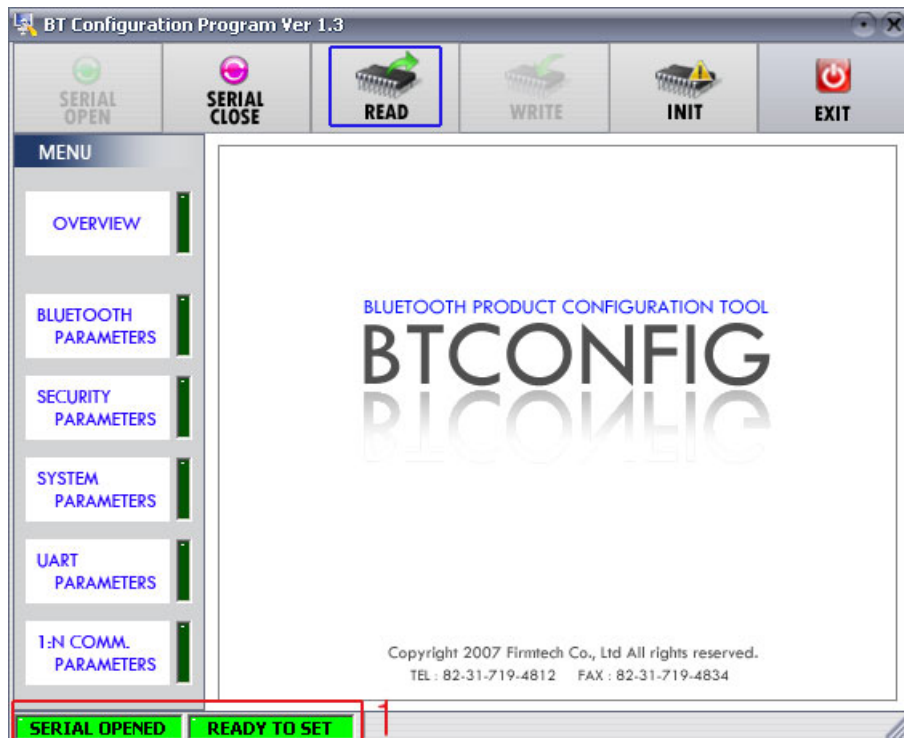 BT Configuration Program Ver 1.3
SERIAL
OPEN
SERIAL
CLOSE
READ
WRITE
INIT
EXIT
MENU
OVERVIEW
BLUETOOTH
PARAMETERS
SECURITY
PARAMETERS
SYSTEM
PARAMETERS
UART
PARAMETERS
1:N COMM.
PARAMETERS
BLUETOOTH PRODUCT CONFIGURATION TOOL
BTCONFIG
Copyright 2007 Firmtech Co., Ltd All rights reserved.
TEL : 82-31-719-4812 FAX : 82-31-719-4834
SERIAL OPENED READY TO SET 1